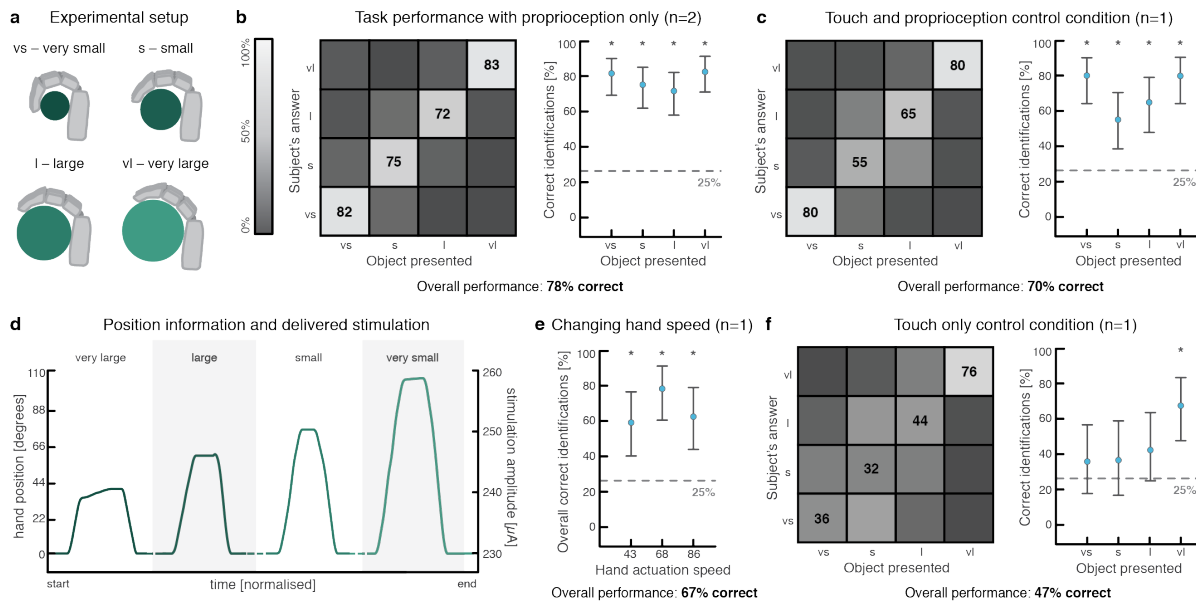 a Experimental setup
vs – very small
s – small
l – large
vl – very large
b Task performance with proprioception only (n=2)
100%
50%
0%
Subject's answer
vl
l
s
vs
83
72
75
82
vs s l vl
Object presented
Correct identifications [%]
100
80
60
40
20
0
* * * *
25%
vs s l vl
Object presented
Overall performance: 78% correct
c Touch and proprioception control condition (n=1)
Subject's answer
vl
l
s
vs
80
65
55
80
vs s l vl
Object presented
Correct identifications [%]
100
80
60
40
20
0
* * * *
25%
vs s l vl
Object presented
Overall performance: 70% correct
d Position information and delivered stimulation
very large large small very small
hand position [degrees]
110
88
66
44
22
0
260
250
240
230
stimulation amplitude [µA]
start time [normalised] end
e Changing hand speed (n=1)
Overall correct identifications [%]
100
80
60
40
20
0
* * *
25%
43 68 86
Hand actuation speed
Overall performance: 67% correct
f Touch only control condition (n=1)
Subject's answer
vl
l
s
vs
76
44
32
36
vs s l vl
Object presented
Correct identifications [%]
100
80
60
40
20
0
*
25%
vs s l vl
Object presented
Overall performance: 47% correct